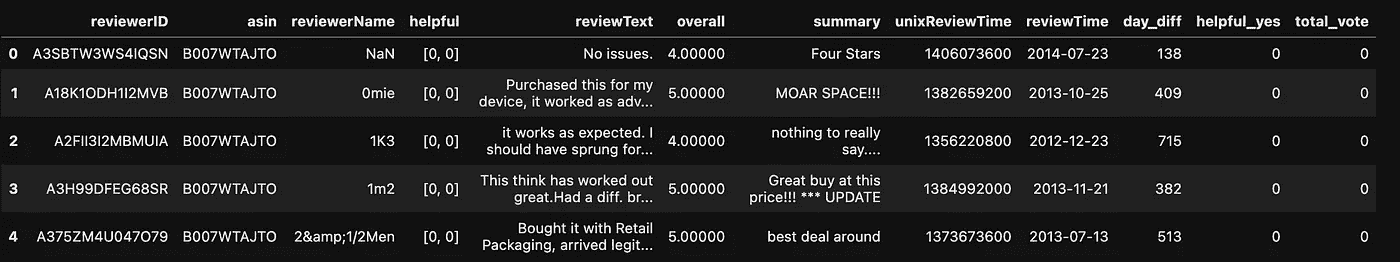 reviewerID asin reviewerName helpful reviewText overall summary unixReviewTime reviewTime day_diff helpful_yes total_vote
0 A3SBTW3WS4IQSN B007WTAJTO NaN [0, 0] No issues. 4.00000 Four Stars 1406073600 2014-07-23 138 0 0
1 A18K1ODH1I2MVB B007WTAJTO 0mie [0, 0] Purchased this for my device, it worked as adv... 5.00000 MOAR SPACE!!! 1382659200 2013-10-25 409 0 0
2 A2FII3I2MBMUIA B007WTAJTO 1K3 [0, 0] it works as expected. I should have sprung for... 4.00000 nothing to really say.... 1356220800 2012-12-23 715 0 0
3 A3H99DFEG68SR B007WTAJTO 1m2 [0, 0] This think has worked out great.Had a diff. br... 5.00000 Great buy at this price!!! *** UPDATE 1384992000 2013-11-21 382 0 0
4 A375ZM4U047O79 B007WTAJTO 2&amp;1/2Men [0, 0] Bought it with Retail Packaging, arrived legit... 5.00000 best deal around 1373673600 2013-07-13 513 0 0